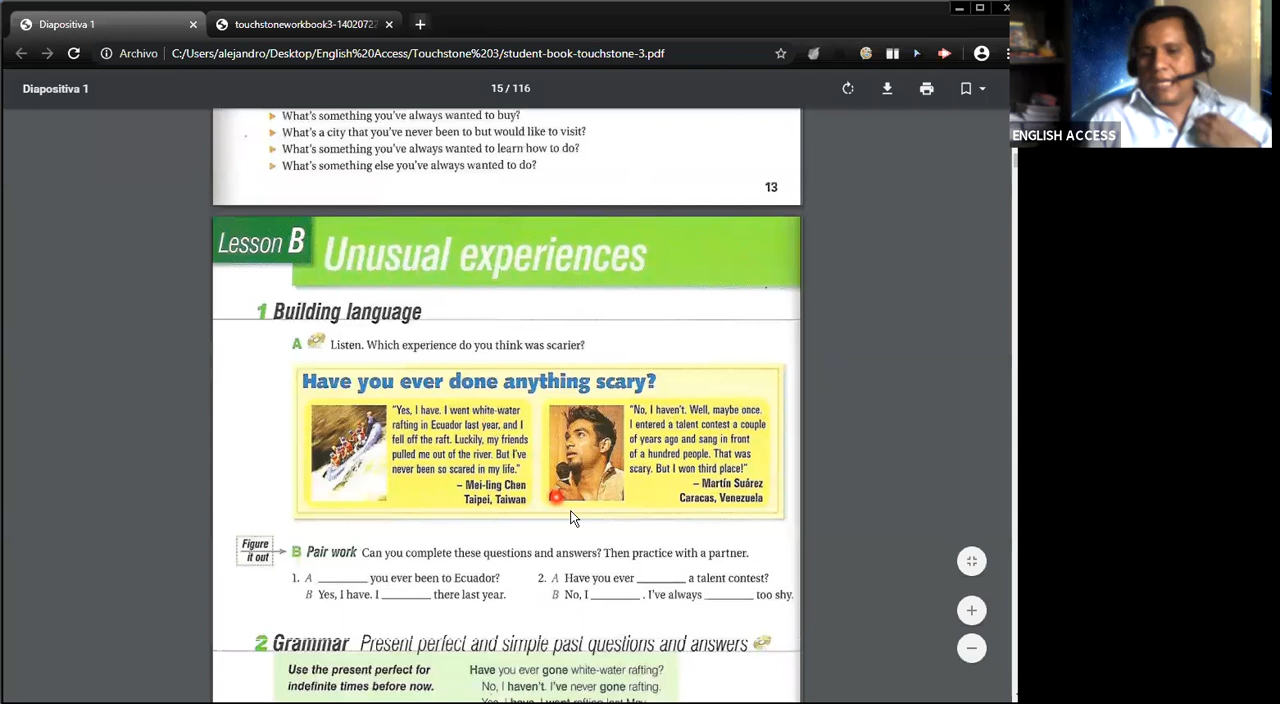 Diapositiva 1
touchstoneworkbook3-14020722
Archivo
C:/Users/alejandro/Desktop/English%20Access/Touchstone%203/student-book-touchstone-3.pdf
Diapositiva 1
15 / 116
ENGLISH ACCESS
What's something you've always wanted to buy?
What's a city that you've never been to but would like to visit?
What's something you've always wanted to learn how to do?
What's something else you've always wanted to do?
13
Lesson B
Unusual experiences
1 Building language
A Listen. Which experience do you think was scarier?
Have you ever done anything scary?
"Yes, I have. I went white-water
rafting in Ecuador last year, and I
fell off the raft. Luckily, my friends
pulled me out of the river. But I've
never been so scared in my life."
– Mei-ling Chen
Taipei, Taiwan
"No, I haven't. Well, maybe once.
I entered a talent contest a couple
of years ago and sang in front
of a hundred people. That was
scary. But I won third place!"
– Martín Suárez
Caracas, Venezuela
Figure
it out
B Pair work Can you complete these questions and answers? Then practice with a partner.
1. A ________ you ever been to Ecuador?
B Yes, I have. I ________ there last year.
2. A Have you ever ________ a talent contest?
B No, I ________. I've always ________ too shy.
2 Grammar Present perfect and simple past questions and answers
Use the present perfect for
indefinite times before now.
Have you ever gone white-water rafting?
No, I haven't. I've never gone rafting.
Yes, I have. I went rafting last May.